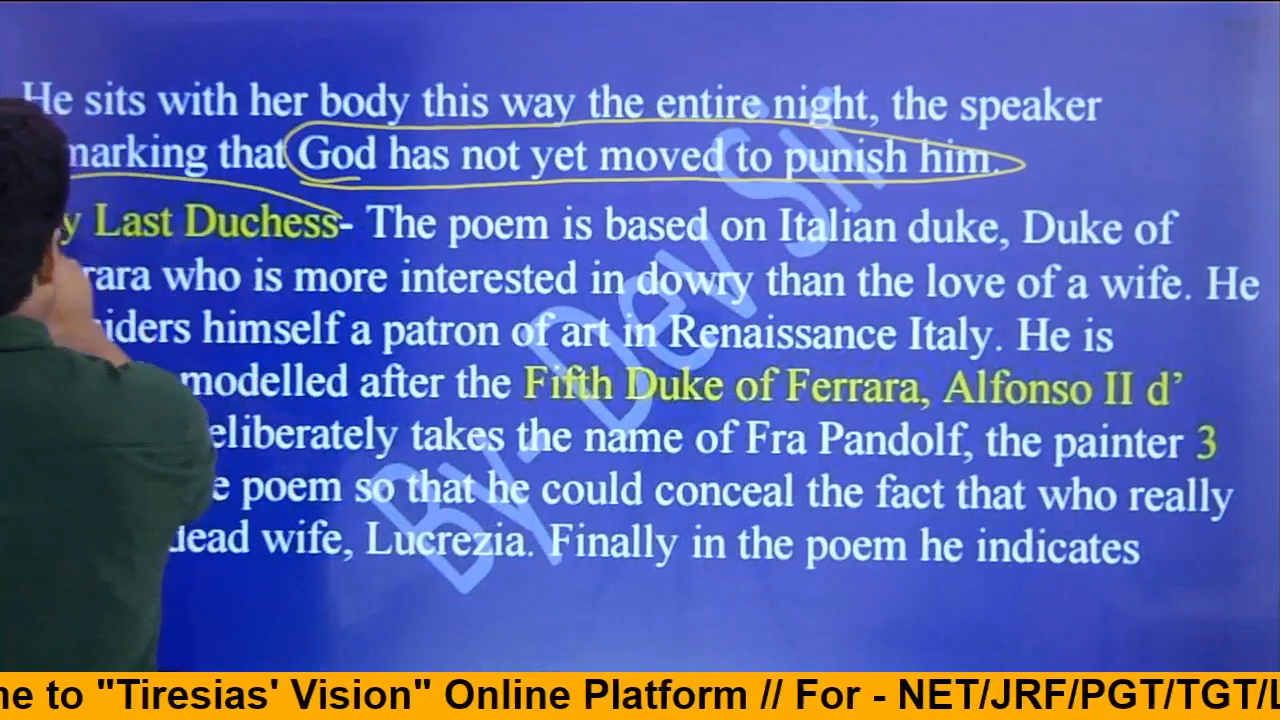 He sits with her body this way the entire night, the speaker
marking that God has not yet moved to punish him.
y Last Duchess- The poem is based on Italian duke, Duke of
rara who is more interested in dowry than the love of a wife. He
iders himself a patron of art in Renaissance Italy. He is
modelled after the Fifth Duke of Ferrara, Alfonso II d’
eliberately takes the name of Fra Pandolf, the painter 3
e poem so that he could conceal the fact that who really
dead wife, Lucrezia. Finally in the poem he indicates
By- Dev Sir
ne to "Tiresias' Vision" Online Platform // For - NET/JRF/PGT/TGT/L